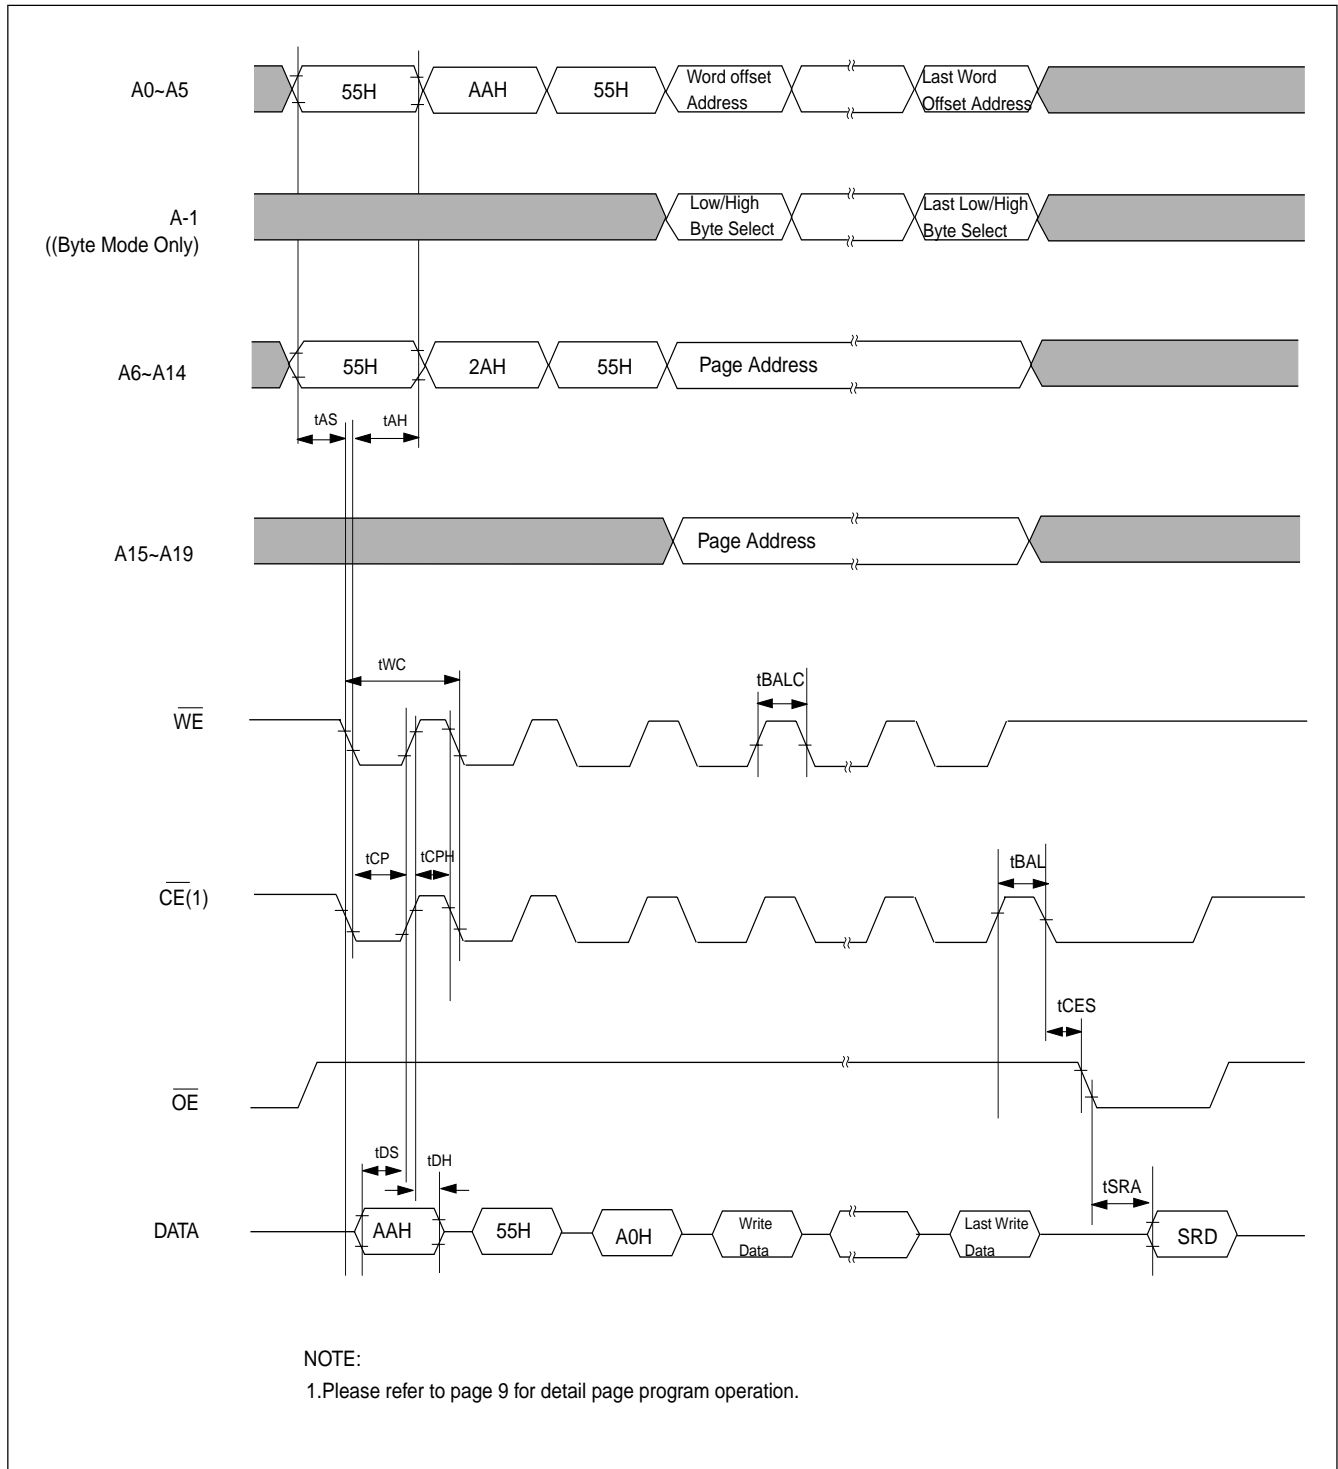 A0~A5
55H
AAH
55H
Word offset
Address
Last Word
Offset Address
A-1
((Byte Mode Only)
Low/High
Byte Select
Last Low/High
Byte Select
A6~A14
55H
2AH
55H
Page Address
tAS
tAH
A15~A19
Page Address
tWC
tBALC
WE
tCP
tCPH
tBAL
CE(1)
tCES
OE
tDS
tDH
tSRA
DATA
AAH
55H
A0H
Write
Data
Last Write
Data
SRD
NOTE:
1.Please refer to page 9 for detail page program operation.